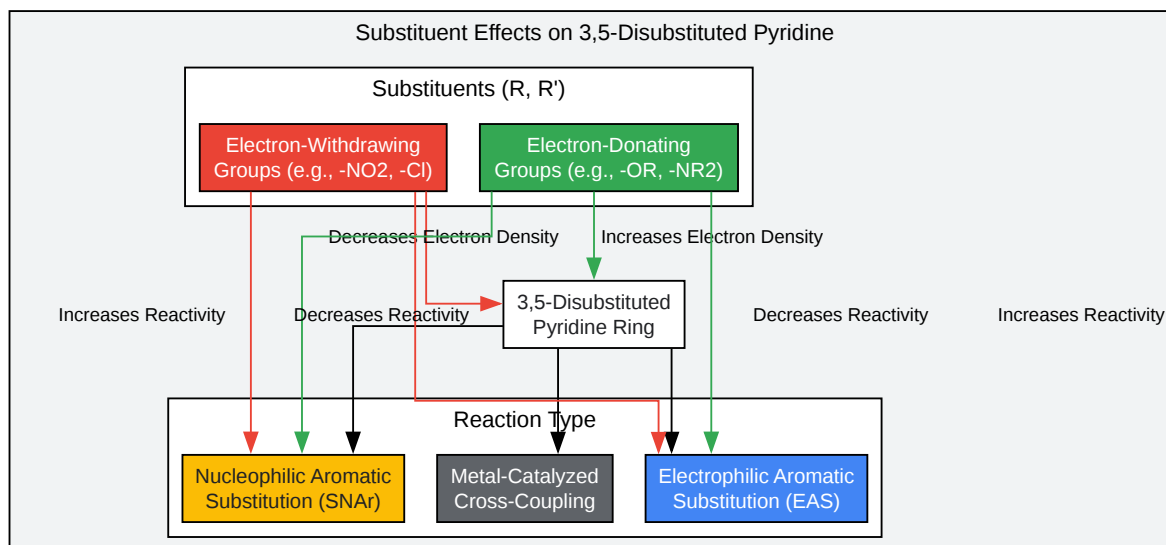 Substituent Effects on 3,5-Disubstituted Pyridine
Substituents (R, R')
Electron-Withdrawing
Groups (e.g., -NO2, -Cl)
Electron-Donating
Groups (e.g., -OR, -NR2)
Decreases Electron Density
Increases Electron Density
3,5-Disubstituted
Pyridine Ring
Increases Reactivity
Decreases Reactivity
Decreases Reactivity
Increases Reactivity
Reaction Type
Nucleophilic Aromatic
Substitution (SNAr)
Metal-Catalyzed
Cross-Coupling
Electrophilic Aromatic
Substitution (EAS)